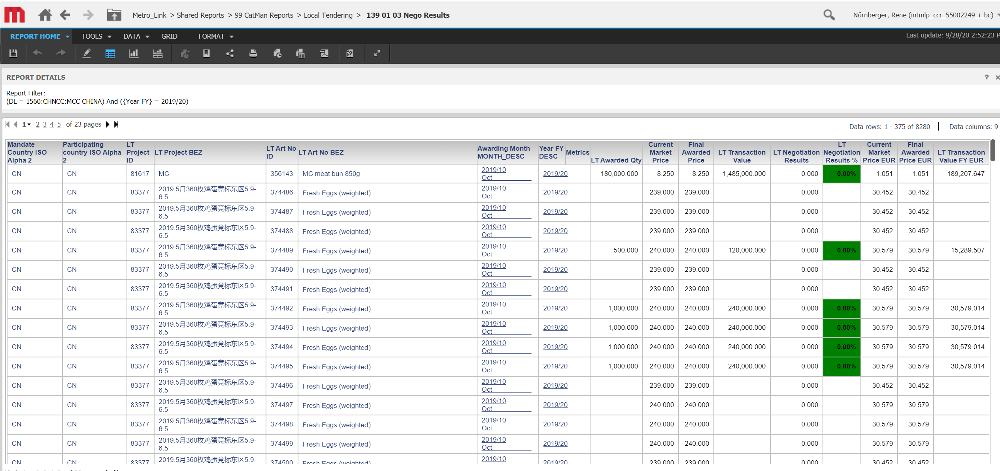 Metro_Link > Shared Reports > 99 CatMan Reports > Local Tendering > 139 01 03 Nego Results
Nürnberger, Rene (intmlp_ccr_55002249_i_bc)
REPORT HOME TOOLS DATA GRID FORMAT
Last update: 9/28/20 2:52:23 P
REPORT DETAILS
Report Filter:
(DL = 1560:CHNCC:MCC CHINA) And ({Year FY} = 2019/20)
1 2 3 4 5 of 23 pages
Data rows: 1 - 375 of 8280 | Data columns: 9
Mandate Country ISO Alpha 2 Participating country ISO Alpha 2 LT Project ID LT Project BEZ LT Art No ID LT Art No BEZ Awarding Month MONTH_DESC Year FY DESC Metrics LT Awarded Qty Current Market Price Final Awarded Price LT Transaction Value LT Negotiation Results LT Negotiation Results % Current Market Price EUR Final Awarded Price EUR LT Transaction Value FY EUR
CN CN 81617 MC 356143 MC meat bun 850g 2019/10 Oct 2019/20 180,000.000 8.250 8.250 1,485,000.000 0.000 0.00% 1.051 1.051 189,207.647
CN CN 83377 2019.5月360枚鸡蛋竞标东区5.9-6.5 374486 Fresh Eggs (weighted) 2019/10 Oct 2019/20 239.000 239.000 0.000 30.452 30.452
CN CN 83377 2019.5月360枚鸡蛋竞标东区5.9-6.5 374487 Fresh Eggs (weighted) 2019/10 Oct 2019/20 239.000 239.000 0.000 30.452 30.452
CN CN 83377 2019.5月360枚鸡蛋竞标东区5.9-6.5 374488 Fresh Eggs (weighted) 2019/10 Oct 2019/20 239.000 239.000 0.000 30.452 30.452
CN CN 83377 2019.5月360枚鸡蛋竞标东区5.9-6.5 374489 Fresh Eggs (weighted) 2019/10 Oct 2019/20 500.000 240.000 240.000 120,000.000 0.000 0.00% 30.579 30.579 15,289.507
CN CN 83377 2019.5月360枚鸡蛋竞标东区5.9-6.5 374490 Fresh Eggs (weighted) 2019/10 Oct 2019/20 239.000 239.000 0.000 30.452 30.452
CN CN 83377 2019.5月360枚鸡蛋竞标东区5.9-6.5 374491 Fresh Eggs (weighted) 2019/10 Oct 2019/20 239.000 239.000 0.000 30.452 30.452
CN CN 83377 2019.5月360枚鸡蛋竞标东区5.9-6.5 374492 Fresh Eggs (weighted) 2019/10 Oct 2019/20 1,000.000 240.000 240.000 240,000.000 0.000 0.00% 30.579 30.579 30,579.014
CN CN 83377 2019.5月360枚鸡蛋竞标东区5.9-6.5 374493 Fresh Eggs (weighted) 2019/10 Oct 2019/20 1,000.000 240.000 240.000 240,000.000 0.000 0.00% 30.579 30.579 30,579.014
CN CN 83377 2019.5月360枚鸡蛋竞标东区5.9-6.5 374494 Fresh Eggs (weighted) 2019/10 Oct 2019/20 1,000.000 240.000 240.000 240,000.000 0.000 0.00% 30.579 30.579 30,579.014
CN CN 83377 2019.5月360枚鸡蛋竞标东区5.9-6.5 374495 Fresh Eggs (weighted) 2019/10 Oct 2019/20 1,000.000 240.000 240.000 240,000.000 0.000 0.00% 30.579 30.579 30,579.014
CN CN 83377 2019.5月360枚鸡蛋竞标东区5.9-6.5 374496 Fresh Eggs (weighted) 2019/10 Oct 2019/20 239.000 239.000 0.000 30.452 30.452
CN CN 83377 2019.5月360枚鸡蛋竞标东区5.9-6.5 374497 Fresh Eggs (weighted) 2019/10 Oct 2019/20 240.000 240.000 0.000 30.579 30.579
CN CN 83377 2019.5月360枚鸡蛋竞标东区5.9-6.5 374498 Fresh Eggs (weighted) 2019/10 Oct 2019/20 240.000 240.000 0.000 30.579 30.579
CN CN 83377 2019.5月360枚鸡蛋竞标东区5.9-6.5 374499 Fresh Eggs (weighted) 2019/10 Oct 2019/20 240.000 240.000 0.000 30.579 30.579
CN CN 83377 2019.5月360枚鸡蛋竞标东区5.9- 374500 Fresh Eggs (weighted) 2019/10 2019/20 239.000 239.000 0.000 30.452 30.452